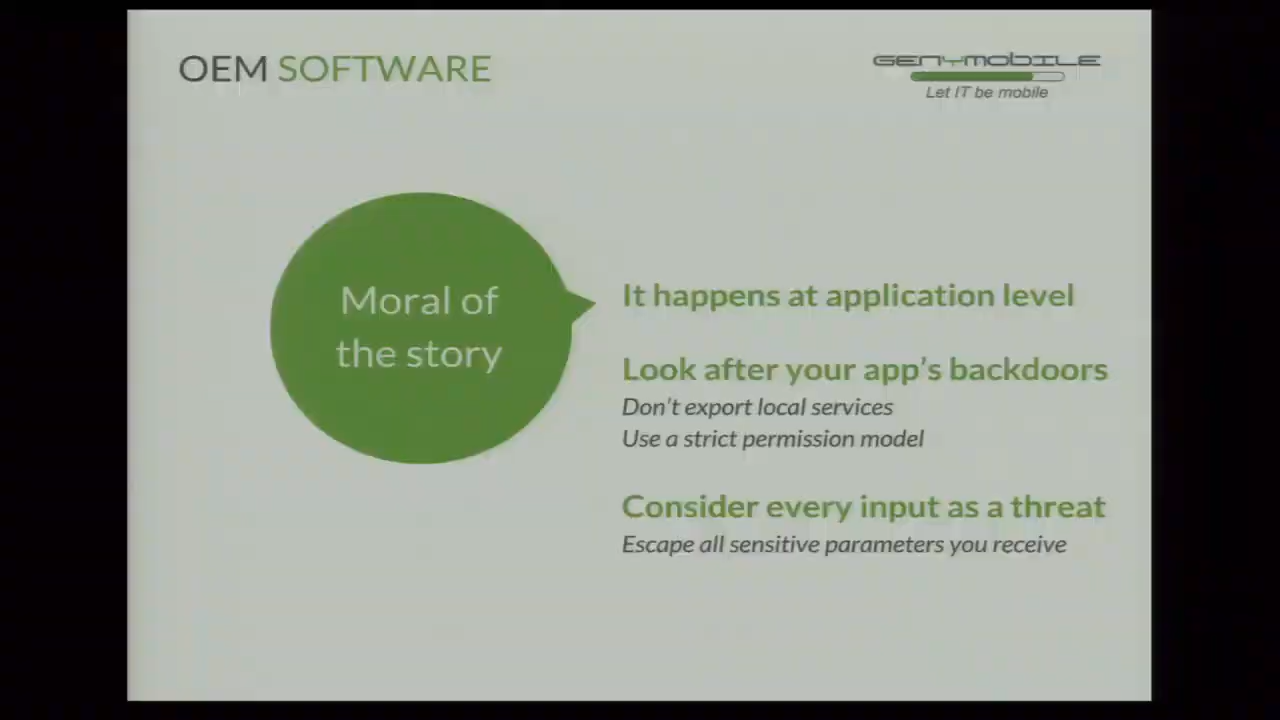 OEM SOFTWARE
GENYMOBILE
Let IT be mobile
Moral of
the story
It happens at application level
Look after your app's backdoors
Don't export local services
Use a strict permission model
Consider every input as a threat
Escape all sensitive parameters you receive